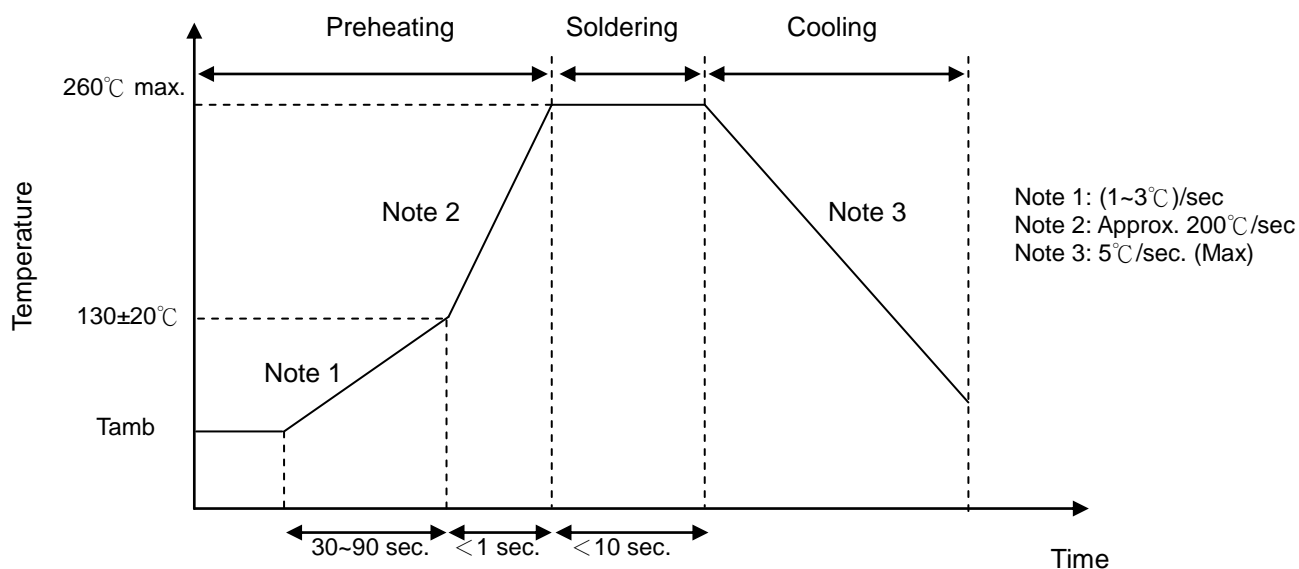 Preheating Soldering Cooling
260℃ max.
Temperature
Note 2
Note 3
Note 1: (1~3℃)/sec
Note 2: Approx. 200℃/sec
Note 3: 5℃/sec. (Max)
130±20℃
Note 1
Tamb
30~90 sec. <1 sec. <10 sec.
Time